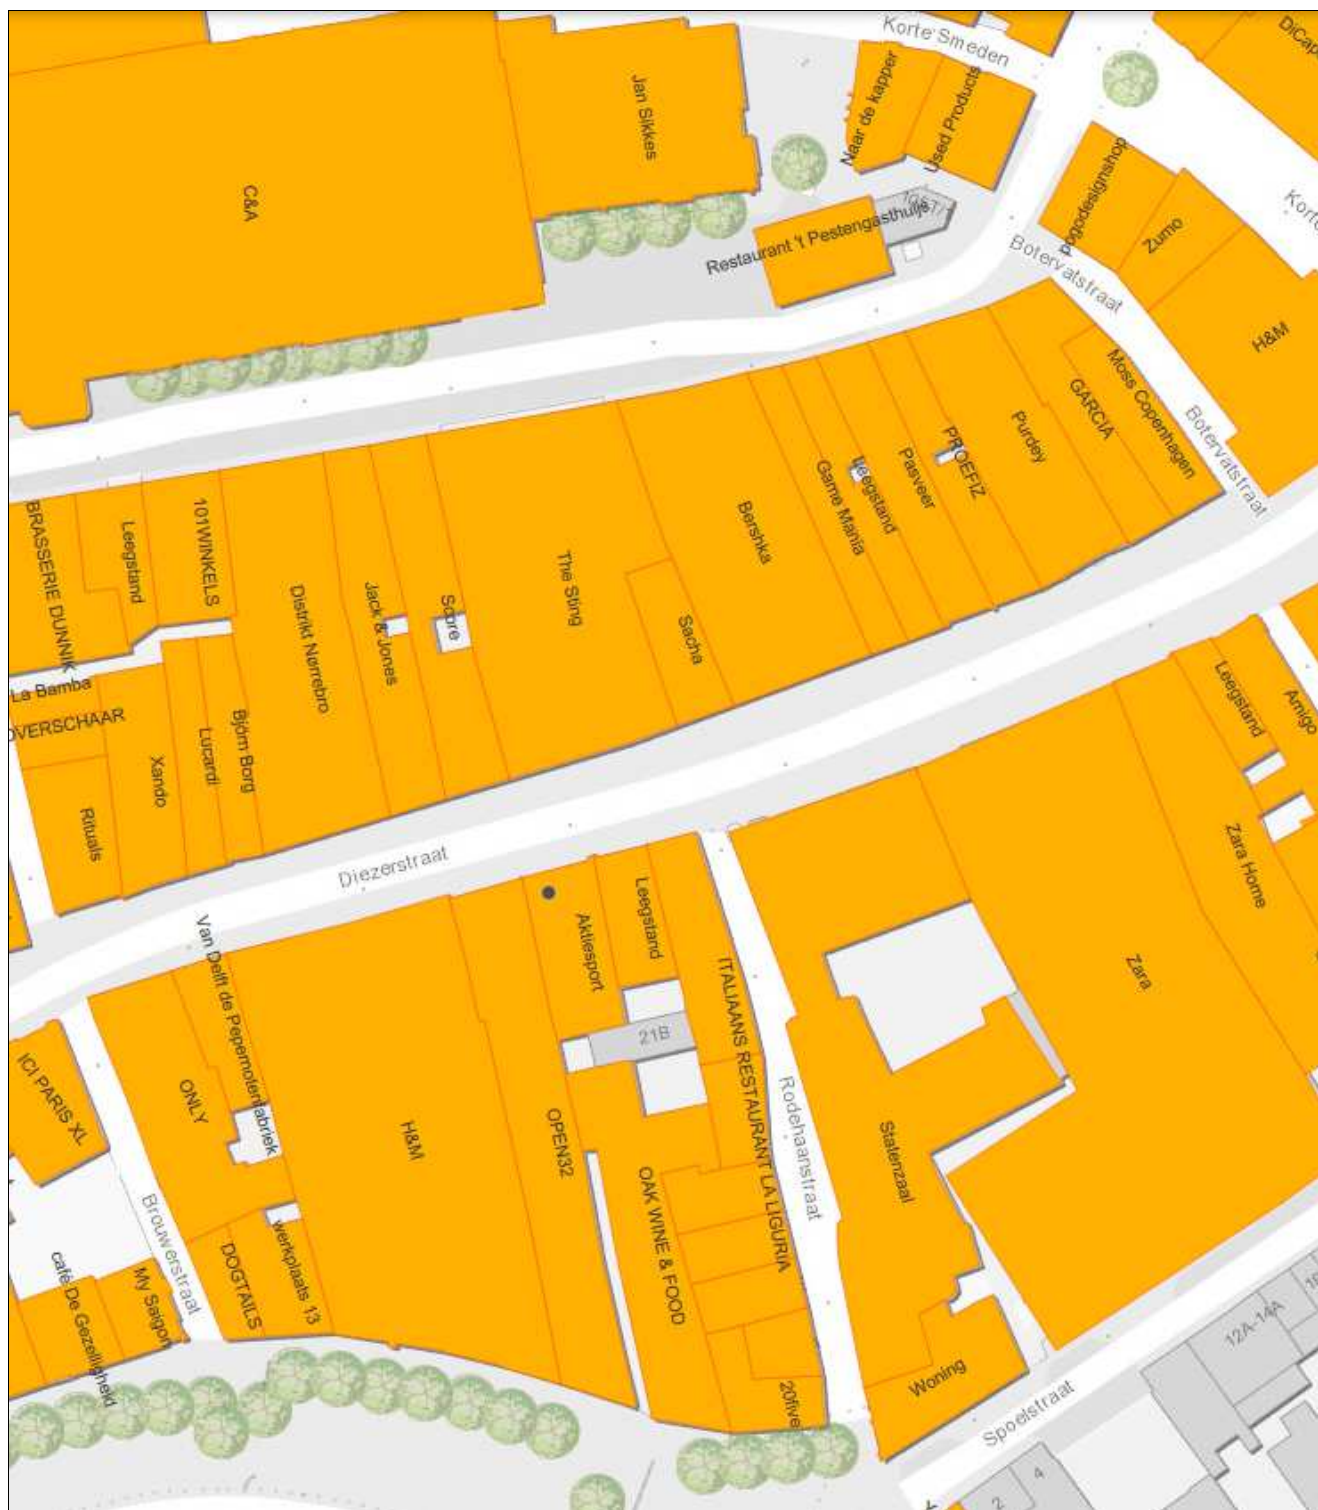 Korte Smeden
DiCap
Jan Sikkes
Naar de kapper
Used Products
C&A
Restaurant 't Pestengasthuijs
pogodesignshop
Zumo
Korte
Botervatstraat
H&M
Moss Copenhagen
GARCIA
Purdey
PROEFIZ
Pasveer
Leegstand
Game Mania
Bershka
Botervatstraat
BRASSERIE DUNNIK
Leegstand
101WINKELS
Distrikt Nørrebro
Jack & Jones
Score
The Sting
Sacha
La Bamba
OVERSCHAAR
Rituals
Xando
Lucardi
Björn Borg
Leegstand
Amigo
Diezerstraat
Zara Home
Zara
Van Delft de Pepernotenfabriek
Aktiesport
Leegstand
21B
ITALIAANS RESTAURANT LA LIGURIA
ICI PARIS XL
ONLY
H&M
OPEN32
OAK WINE & FOOD
Rodehaanstraat
Statenzaal
Brouwerstraat
DOGTAILS
werkplaats 13
café De Gezelligheid
My Saigon
20five
Woning
Spoelstraat
12A-14A
2
4